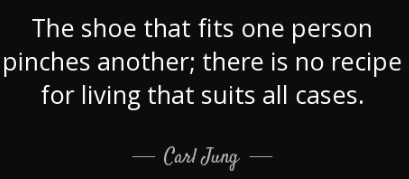 The shoe that fits one person
pinches another; there is no recipe
for living that suits all cases.
Carl Jung